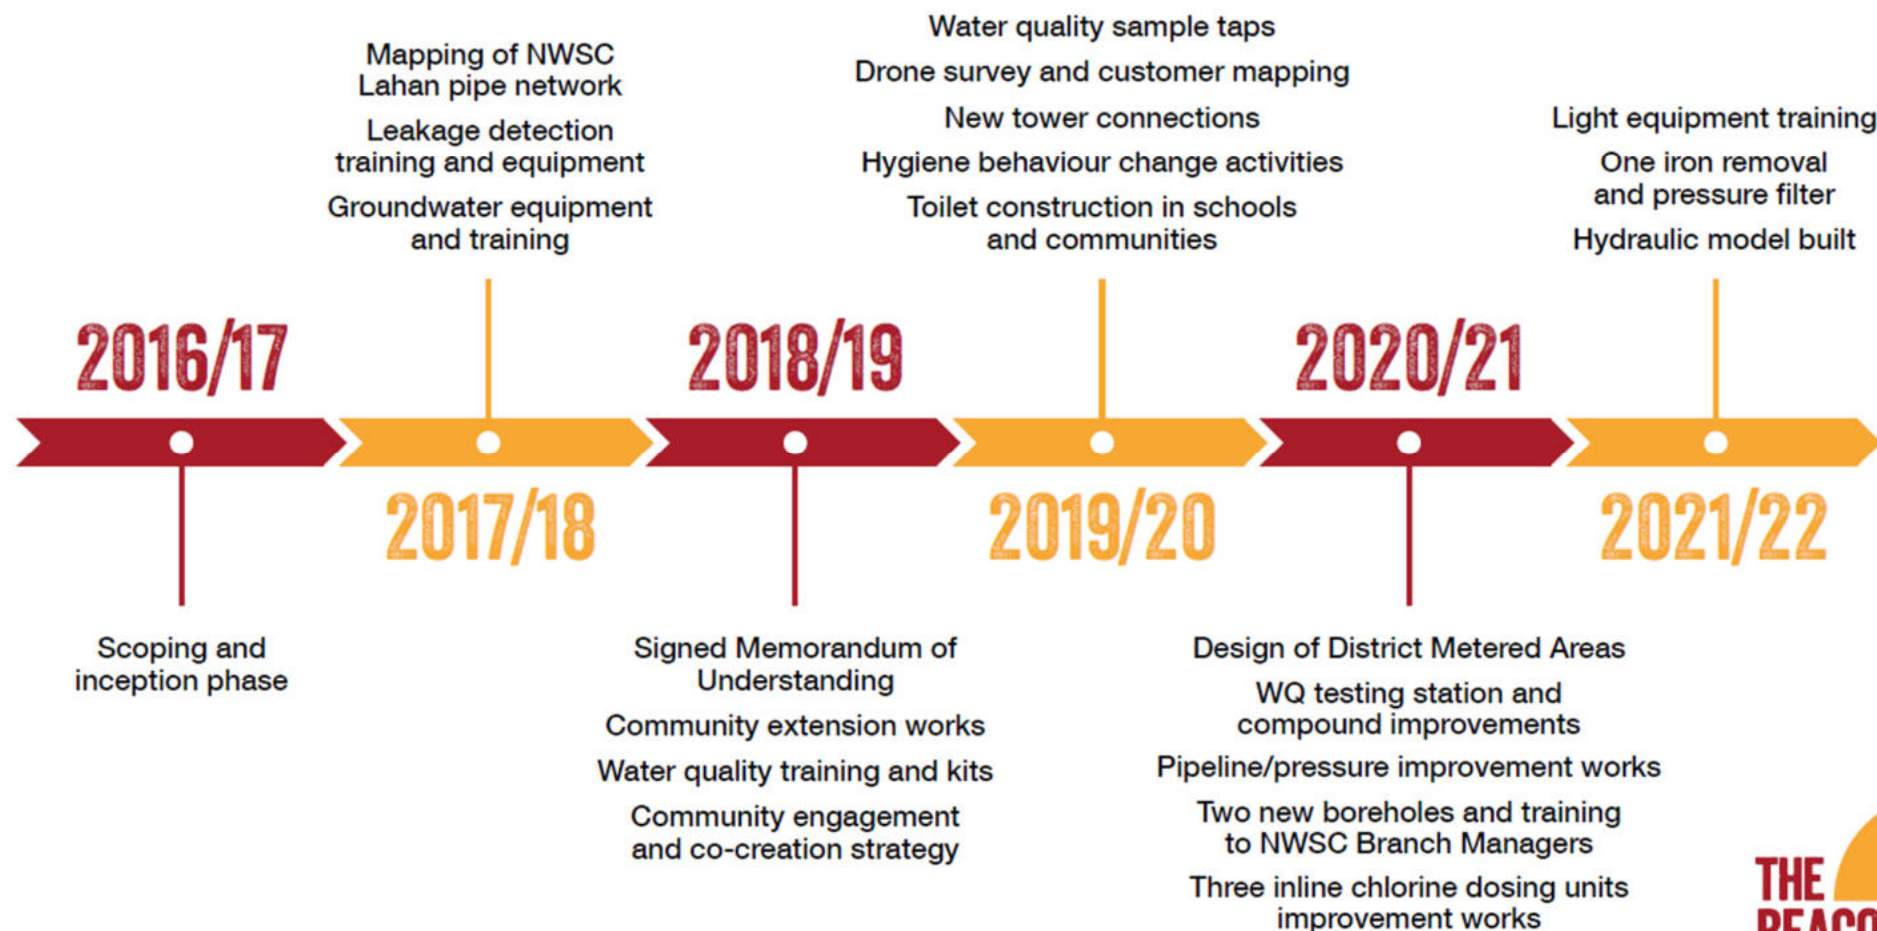 2016/17
Scoping and
inception phase
Mapping of NWSC
Lahan pipe network
Leakage detection
training and equipment
Groundwater equipment
and training
2017/18
2018/19
Signed Memorandum of
Understanding
Community extension works
Water quality training and kits
Community engagement
and co-creation strategy
Water quality sample taps
Drone survey and customer mapping
New tower connections
Hygiene behaviour change activities
Toilet construction in schools
and communities
2019/20
2020/21
Design of District Metered Areas
WQ testing station and
compound improvements
Pipeline/pressure improvement works
Two new boreholes and training
to NWSC Branch Managers
Three inline chlorine dosing units
improvement works
Light equipment training
One iron removal
and pressure filter
Hydraulic model built
2021/22
THE